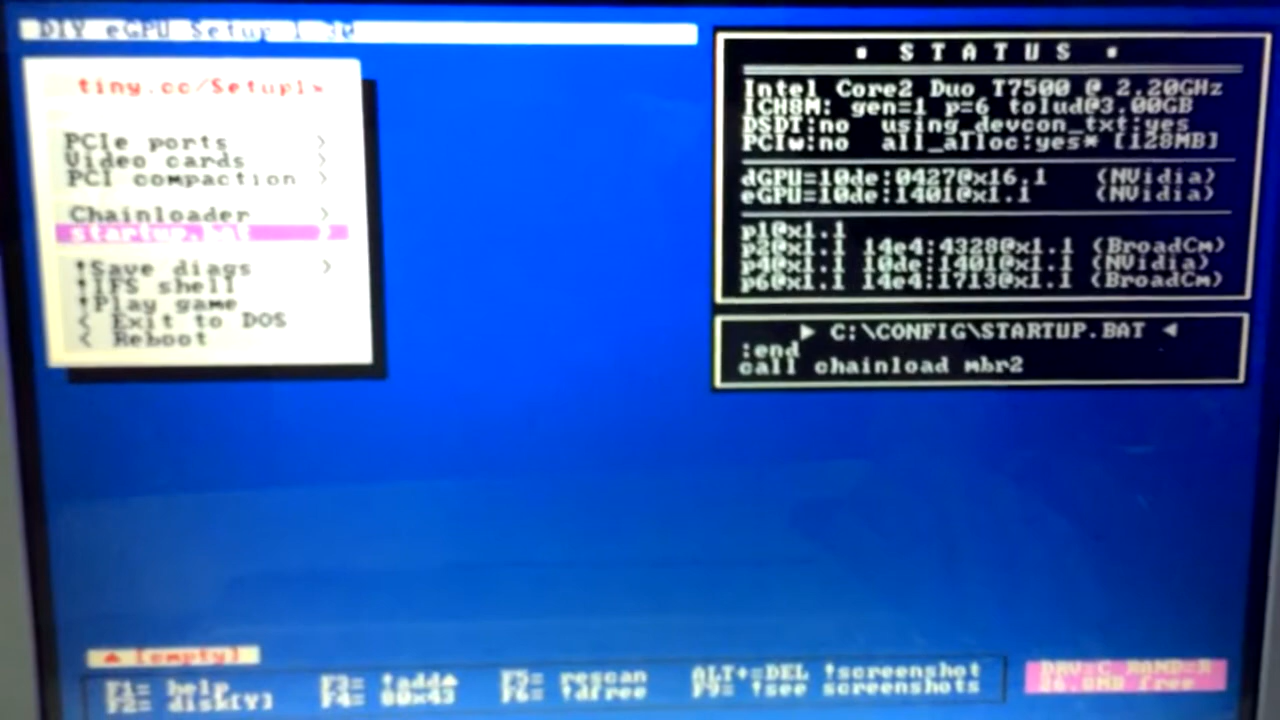 DIY eGPU Setup 1.30
tiny.cc/Setup1x
PCIe ports >
Video cards >
PCI compaction >
Chainloader >
startup.bat >
!Save diags >
!IFS shell
!Play game
< Exit to DOS
< Reboot
▪ S T A T U S ▪
Intel Core2 Duo T7500 @ 2.20GHz
ICH8M: gen=1 p=6 tolud@3.00GB
DSDT:no using_devcon_txt:yes
PCIw:no all_alloc:yes* [128MB]
dGPU=10de:0427@x16.1 (NVidia)
eGPU=10de:1401@x1.1 (NVidia)
p1@x1.1
p2@x1.1 14e4:4328@x1.1 (BroadCm)
p4@x1.1 10de:1401@x1.1 (NVidia)
p6@x1.1 14e4:1713@x1.1 (BroadCm)
► C:\CONFIG\STARTUP.BAT ◄
:end
call chainload mbr2
▲ [empty]
F1= help F3= !add▲ F5= rescan ALT+=DEL !screenshot
F2= disk[Y] F4= 80x43 F6= !dfree F9= !see screenshots
DRV=C RAMD=R
26.0MB free